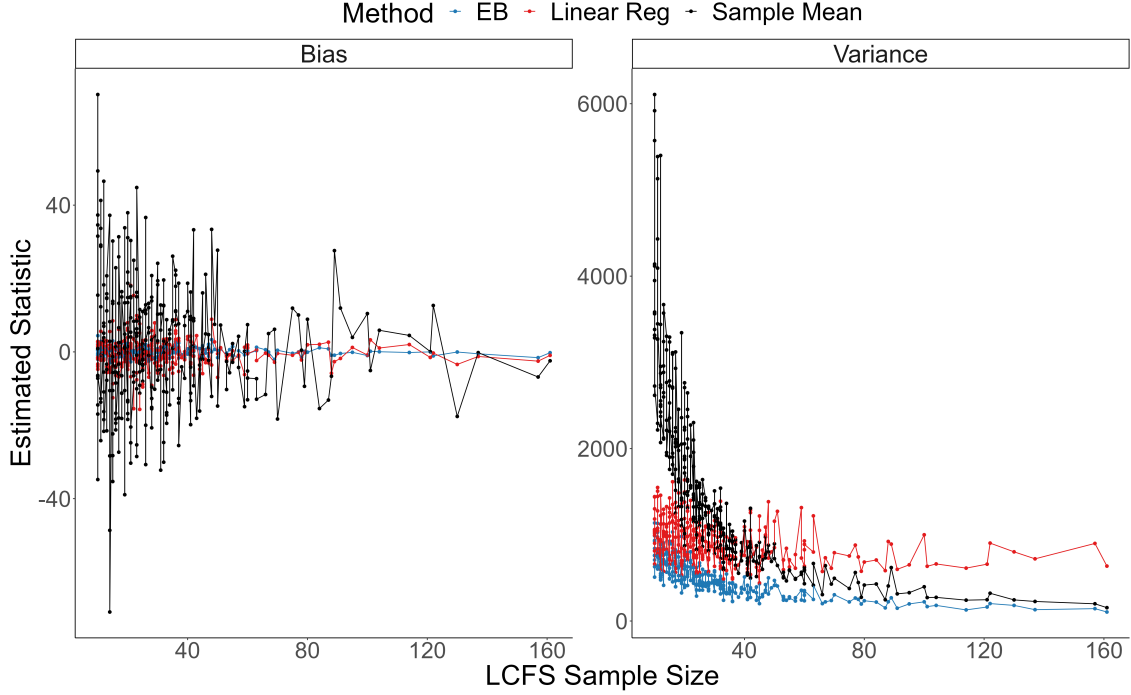 Method EB Linear Reg Sample Mean
Bias Variance
Estimated Statistic
40
0
-40
6000
4000
2000
0
40 80 120 160 40 80 120 160
LCFS Sample Size